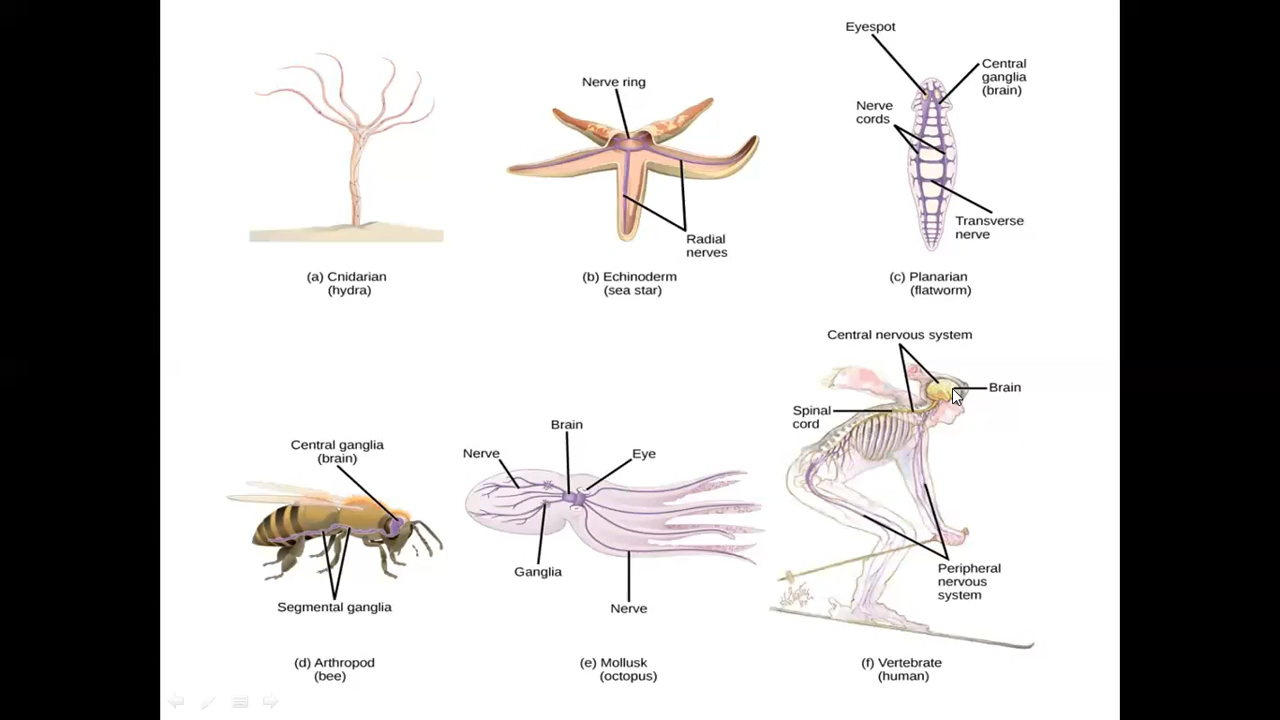 Eyespot
Central
ganglia
(brain)
Nerve
cords
Transverse
nerve
Nerve ring
Radial
nerves
(a) Cnidarian
(hydra)
(b) Echinoderm
(sea star)
(c) Planarian
(flatworm)
Central ganglia
(brain)
Segmental ganglia
Brain
Nerve
Eye
Ganglia
Nerve
Central nervous system
Brain
Spinal
cord
Peripheral
nervous
system
(d) Arthropod
(bee)
(e) Mollusk
(octopus)
(f) Vertebrate
(human)